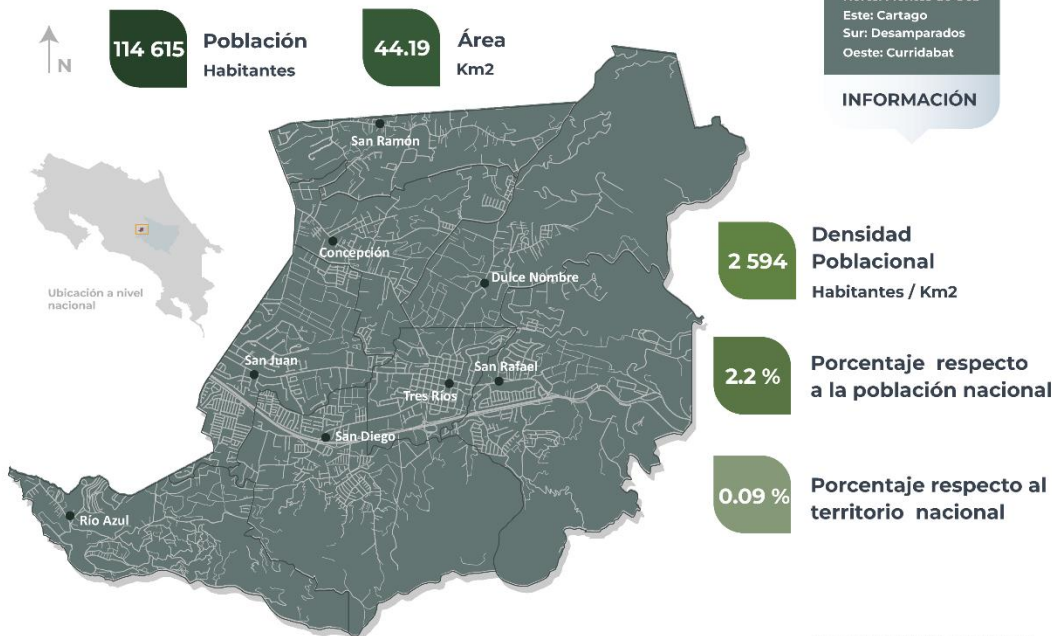 114 615
Población
Habitantes
44.19
Área
Km2
Este: Cartago
Sur: Desamparados
Oeste: Curridabat
INFORMACIÓN
N
San Ramón
Concepción
Dulce Nombre
Ubicación a nivel
nacional
2 594
Densidad
Poblacional
Habitantes / Km2
San Juan
San Rafael
Tres Ríos
San Diego
Río Azul
2.2 %
Porcentaje respecto
a la población nacional
0.09 %
Porcentaje respecto al
territorio nacional